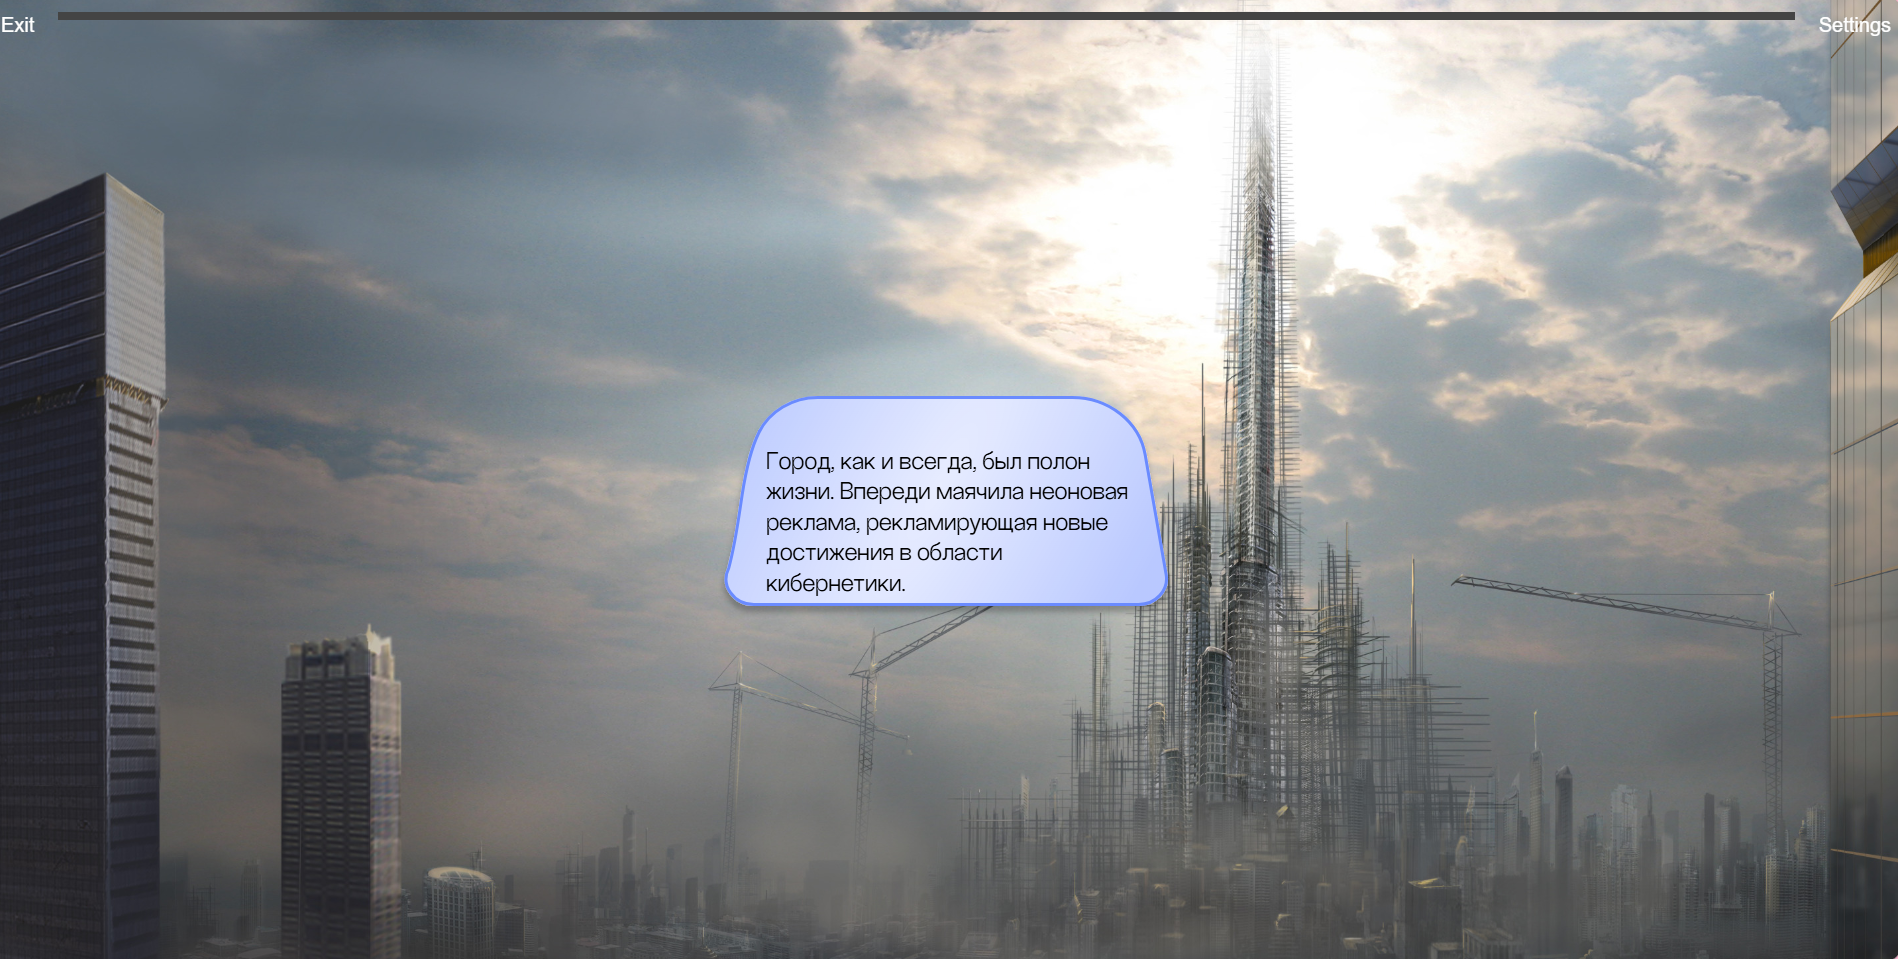 Exit
Settings
Город, как и всегда, был полон
жизни. Впереди маячила неоновая
реклама, рекламирующая новые
достижения в области
кибернетики.